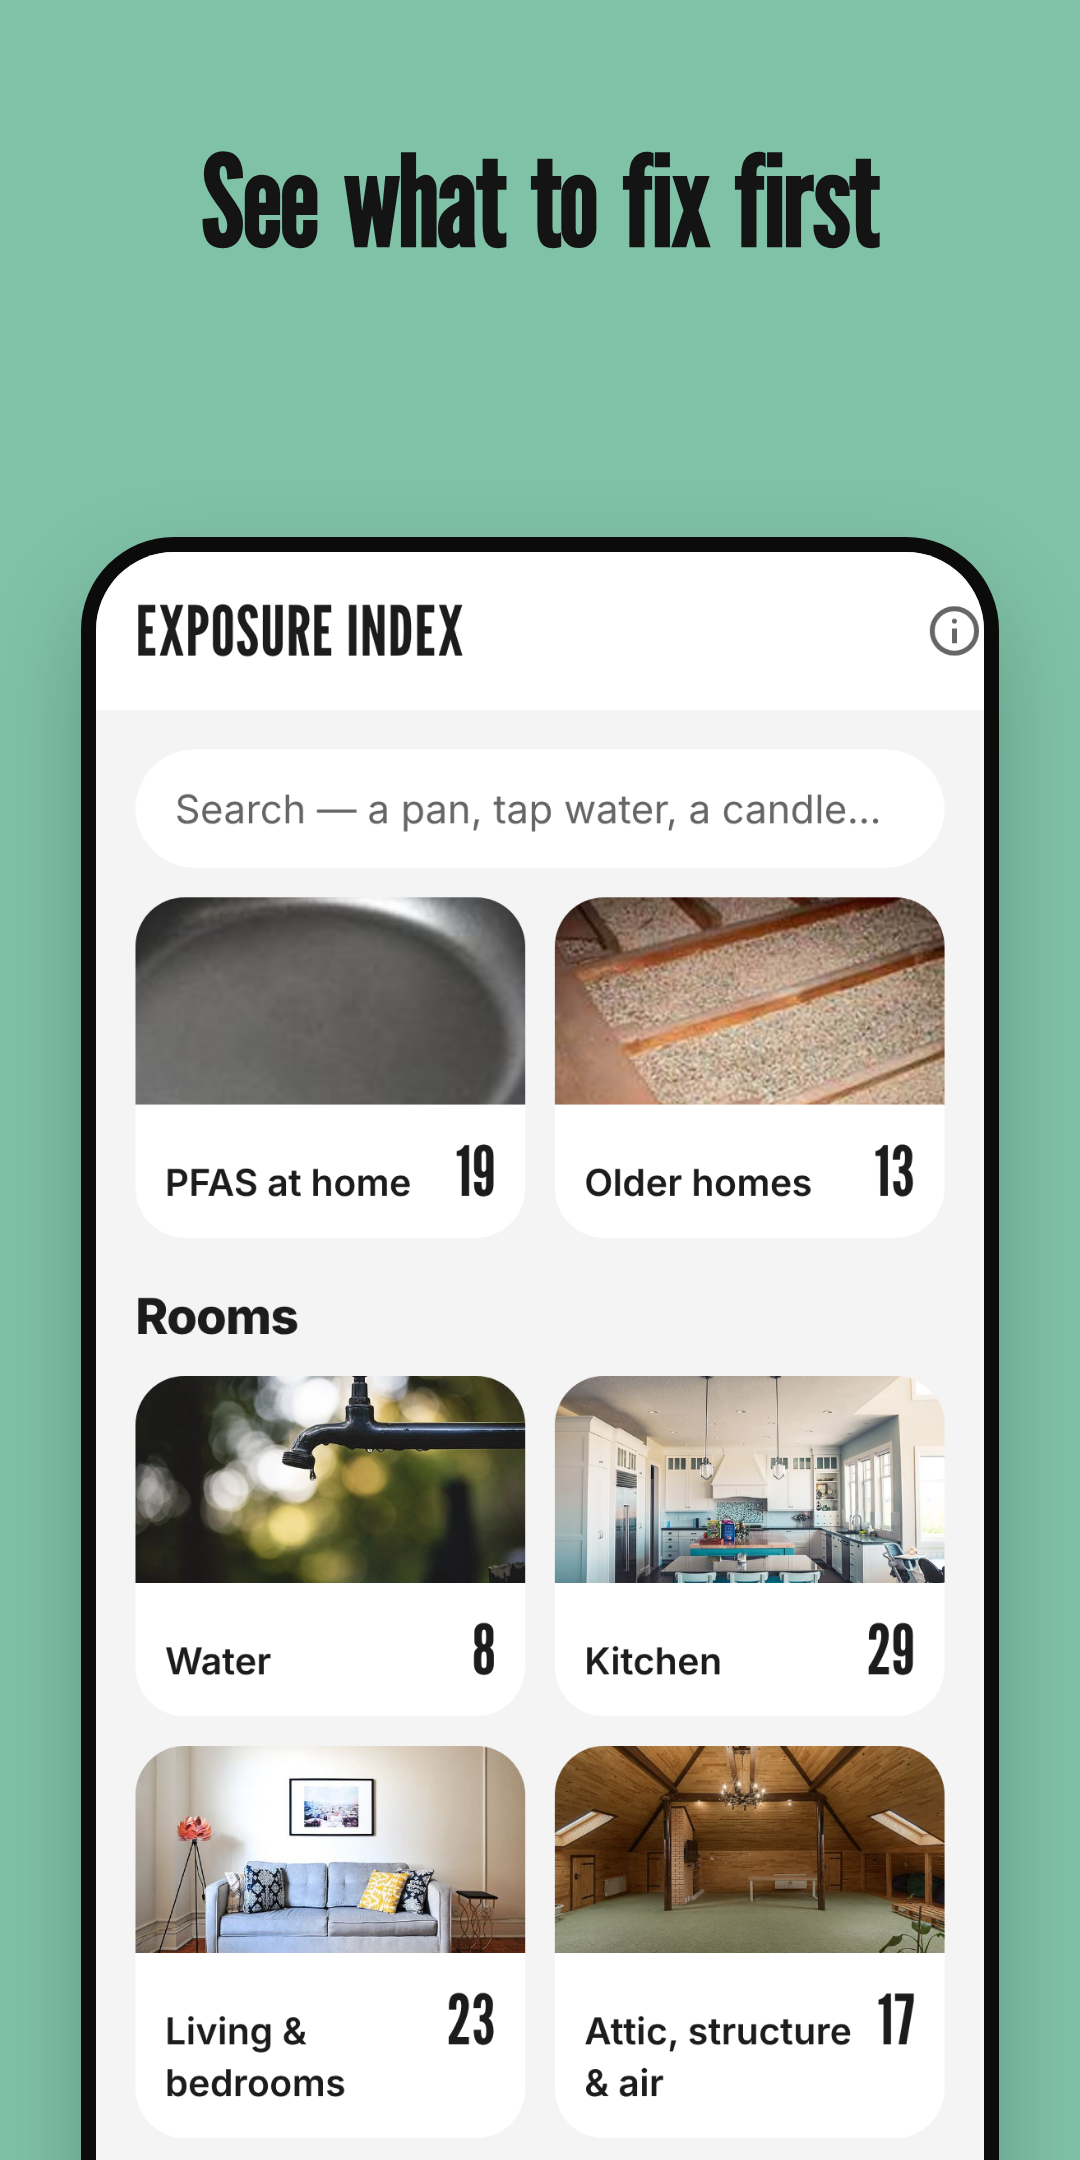 See what to fix first
EXPOSURE INDEX
Search — a pan, tap water, a candle...
PFAS at home 19
Older homes 13
Rooms
Water 8
Kitchen 29
Living & 23
bedrooms
Attic, structure 17
& air